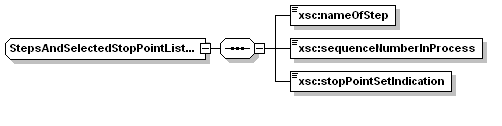 StepsAndSelectedStopPointList...
xsc:nameOfStep
xsc:sequenceNumberInProcess
xsc:stopPointSetIndication